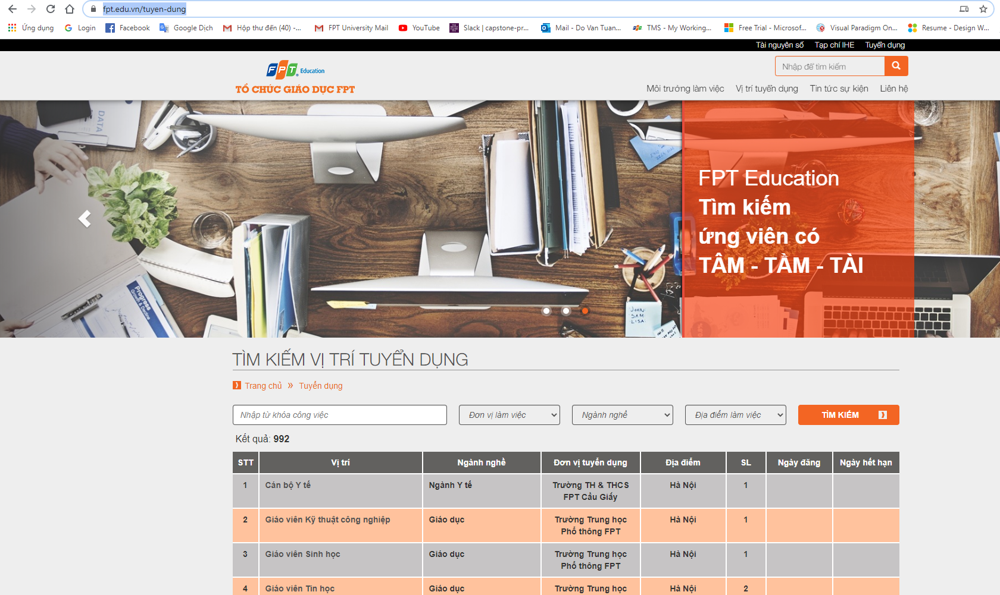 fpt.edu.vn/tuyen-dung
Ứng dụng
Login
Facebook
Google Dịch
Hộp thư đến (40) -...
FPT University Mail
YouTube
Slack | capstone-pr...
Mail - Do Van Tuan...
TMS - My Working...
Free Trial - Microsof...
Visual Paradigm On...
Resume - Design W...
Tài nguyên số
Tạp chí IHE
Tuyển dụng
FPT Education
TỔ CHỨC GIÁO DỤC FPT
Nhập để tìm kiếm
Môi trường làm việc
Vị trí tuyển dụng
Tin tức sự kiện
Liên hệ
DATA
Progress
JOHN:
SAM:
LISA:
FPT Education
Tìm kiếm
ứng viên có
TÂM - TẦM - TÀI
TÌM KIẾM VỊ TRÍ TUYỂN DỤNG
Trang chủ » Tuyển dụng
Nhập từ khóa công việc
Đơn vị làm việc
Ngành nghề
Địa điểm làm việc
TÌM KIẾM
Kết quả: 992
STT Vị trí Ngành nghề Đơn vị tuyển dụng Địa điểm SL Ngày đăng Ngày hết hạn
1 Cán bộ Y tế Ngành Y tế Trường TH & THCS Hà Nội 1
FPT Cầu Giấy
2 Giáo viên Kỹ thuật công nghiệp Giáo dục Trường Trung học Hà Nội 1
Phổ thông FPT
3 Giáo viên Sinh học Giáo dục Trường Trung học Hà Nội 1
Phổ thông FPT
4 Giáo viên Tin học Giáo dục Trường Trung học Hà Nội 2